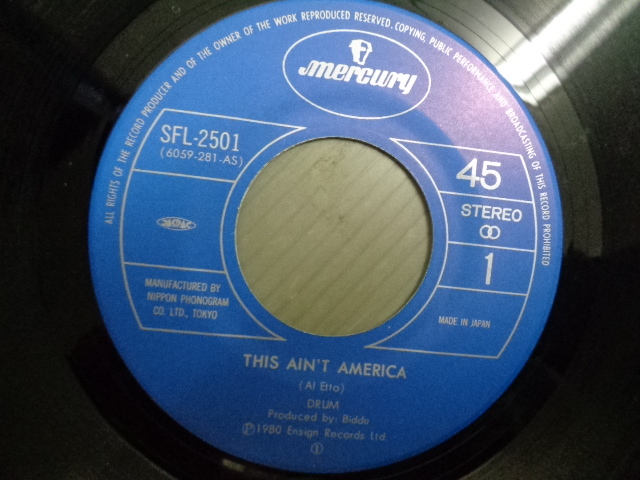 ALL RIGHTS OF THE RECORD PRODUCER AND OF THE OWNER OF THE WORK REPRODUCED RESERVED, COPYING, PUBLIC PERFORMANCE AND BROADCASTING OF THIS RECORD PROHIBITED
mercury
SFL-2501
(6059-281-AS)
45
STEREO
1
MANUFACTURED BY
NIPPON PHONOGRAM
CO. LTD., TOKYO
MADE IN JAPAN
THIS AIN'T AMERICA
(Al Etto)
DRUM
Produced by: Biddu
Ⓟ1980 Ensign Records Ltd.
①